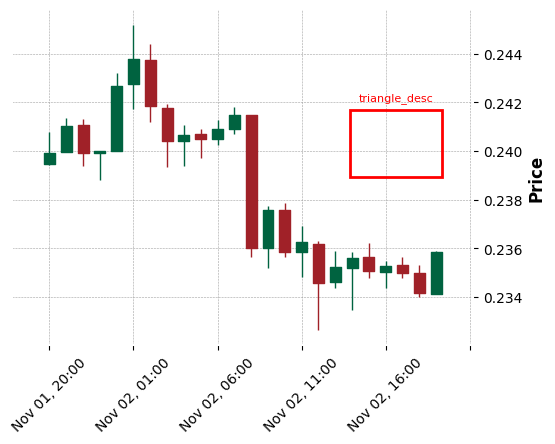 0.244
triangle_desc
0.242
0.240
0.238
0.236
0.234
Price
Nov 01, 20:00
Nov 02, 01:00
Nov 02, 06:00
Nov 02, 11:00
Nov 02, 16:00